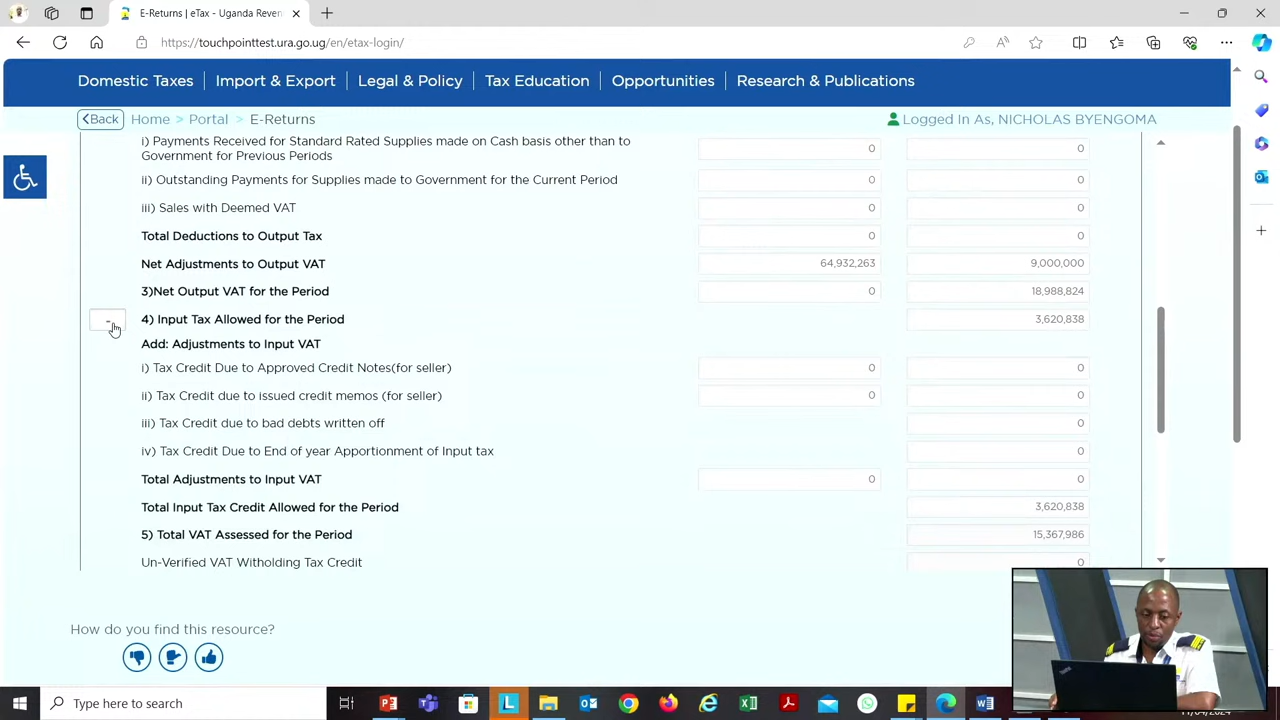 E-Returns | eTax - Uganda Reven
https://touchpointtest.ura.go.ug/en/etax-login/
Domestic Taxes | Import & Export | Legal & Policy | Tax Education | Opportunities | Research & Publications
Back Home > Portal > E-Returns Logged In As, NICHOLAS BYENGOMA
i) Payments Received for Standard Rated Supplies made on Cash basis other than to 0 0
Government for Previous Periods
ii) Outstanding Payments for Supplies made to Government for the Current Period 0 0
iii) Sales with Deemed VAT 0 0
Total Deductions to Output Tax 0 0
Net Adjustments to Output VAT 64,932,263 9,000,000
3)Net Output VAT for the Period 0 18,988,824
- 4) Input Tax Allowed for the Period 3,620,838
Add: Adjustments to Input VAT
i) Tax Credit Due to Approved Credit Notes(for seller) 0 0
ii) Tax Credit due to issued credit memos (for seller) 0 0
iii) Tax Credit due to bad debts written off 0
iv) Tax Credit Due to End of year Apportionment of Input tax 0
Total Adjustments to Input VAT 0 0
Total Input Tax Credit Allowed for the Period 3,620,838
5) Total VAT Assessed for the Period 15,367,986
Un-Verified VAT Witholding Tax Credit 0
How do you find this resource?
Type here to search